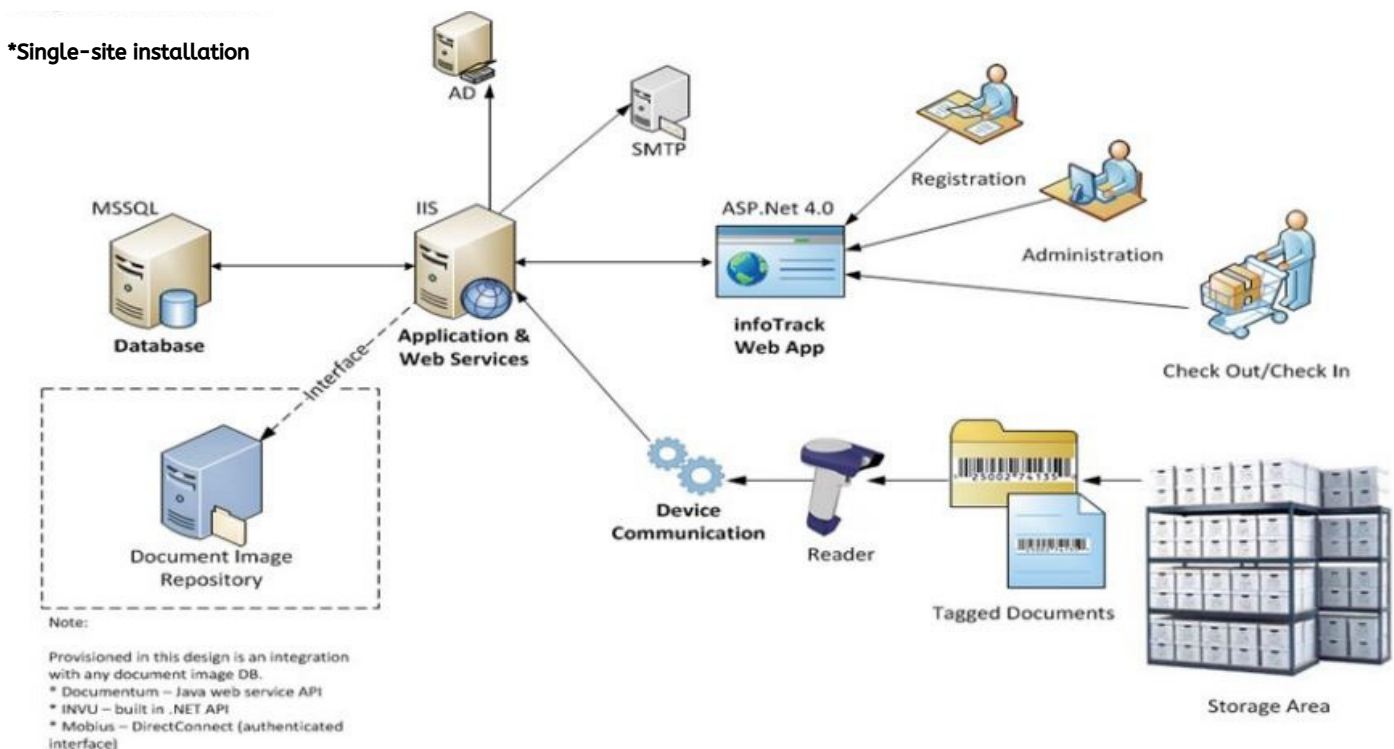 *Single-site installation
AD
SMTP
Registration
MSSQL
IIS
ASP.Net 4.0
Administration
Database
Application &
Web Services
infoTrack
Web App
Interface
Check Out/Check In
25002 74135
Device
Communication
Reader
Document Image
Repository
Tagged Documents
Storage Area
Note:
Provisioned in this design is an integration
with any document image DB.
* Documentum – Java web service API
* INVU – built in .NET API
* Mobius – DirectConnect (authenticated
interface)